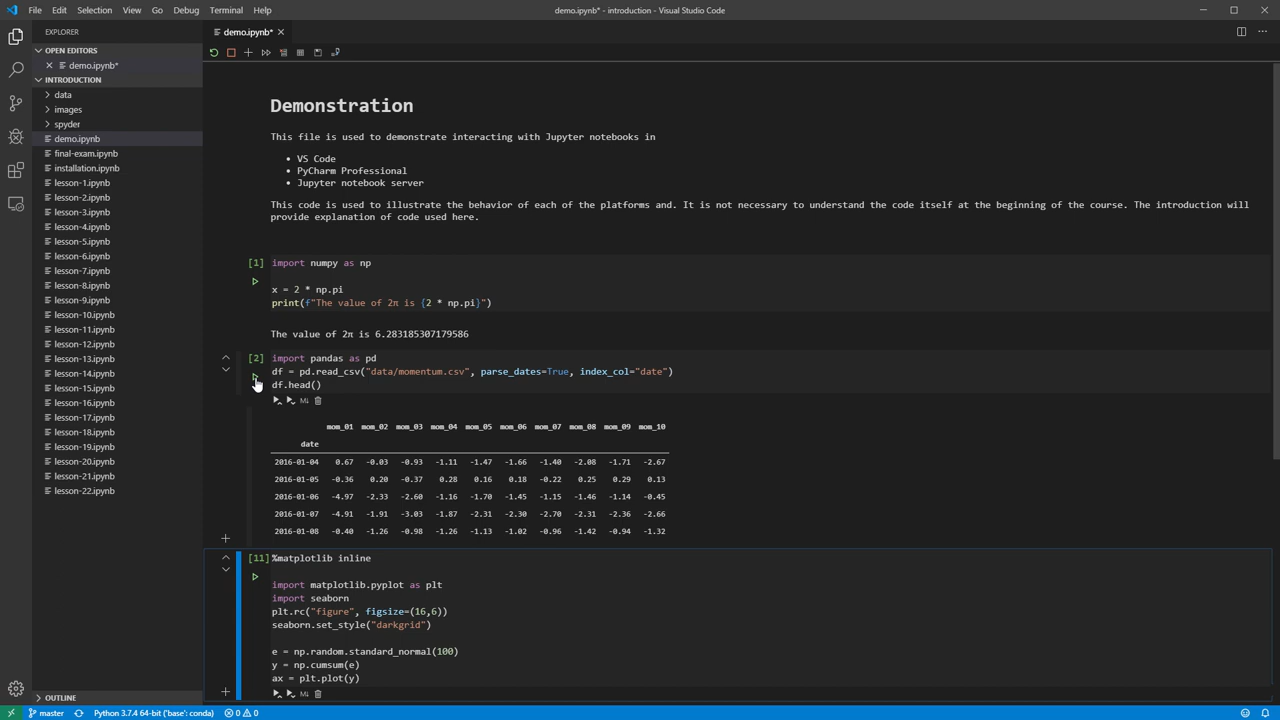 File Edit Selection View Go Debug Terminal Help
demo.ipynb* - introduction - Visual Studio Code
EXPLORER
OPEN EDITORS
demo.ipynb*
INTRODUCTION
data
images
spyder
demo.ipynb
final-exam.ipynb
installation.ipynb
lesson-1.ipynb
lesson-2.ipynb
lesson-3.ipynb
lesson-4.ipynb
lesson-5.ipynb
lesson-6.ipynb
lesson-7.ipynb
lesson-8.ipynb
lesson-9.ipynb
lesson-10.ipynb
lesson-11.ipynb
lesson-12.ipynb
lesson-13.ipynb
lesson-14.ipynb
lesson-15.ipynb
lesson-16.ipynb
lesson-17.ipynb
lesson-18.ipynb
lesson-19.ipynb
lesson-20.ipynb
lesson-21.ipynb
lesson-22.ipynb
OUTLINE
demo.ipynb*
Demonstration
This file is used to demonstrate interacting with Jupyter notebooks in
• VS Code
• PyCharm Professional
• Jupyter notebook server
This code is used to illustrate the behavior of each of the platforms and. It is not necessary to understand the code itself at the beginning of the course. The introduction will
provide explanation of code used here.
[1] import numpy as np
x = 2 * np.pi
print(f"The value of 2π is {2 * np.pi}")
The value of 2π is 6.283185307179586
[2] import pandas as pd
df = pd.read_csv("data/momentum.csv", parse_dates=True, index_col="date")
df.head()
M↓
mom_01 mom_02 mom_03 mom_04 mom_05 mom_06 mom_07 mom_08 mom_09 mom_10
date
2016-01-04 0.67 -0.03 -0.93 -1.11 -1.47 -1.66 -1.40 -2.08 -1.71 -2.67
2016-01-05 -0.36 0.20 -0.37 0.28 0.16 0.18 -0.22 0.25 0.29 0.13
2016-01-06 -4.97 -2.33 -2.60 -1.16 -1.70 -1.45 -1.15 -1.46 -1.14 -0.45
2016-01-07 -4.91 -1.91 -3.03 -1.87 -2.31 -2.30 -2.70 -2.31 -2.36 -2.66
2016-01-08 -0.40 -1.26 -0.98 -1.26 -1.13 -1.02 -0.96 -1.42 -0.94 -1.32
[11] %matplotlib inline
import matplotlib.pyplot as plt
import seaborn
plt.rc("figure", figsize=(16,6))
seaborn.set_style("darkgrid")
e = np.random.standard_normal(100)
y = np.cumsum(e)
ax = plt.plot(y)
M↓
master Python 3.7.4 64-bit ('base': conda) 0 0